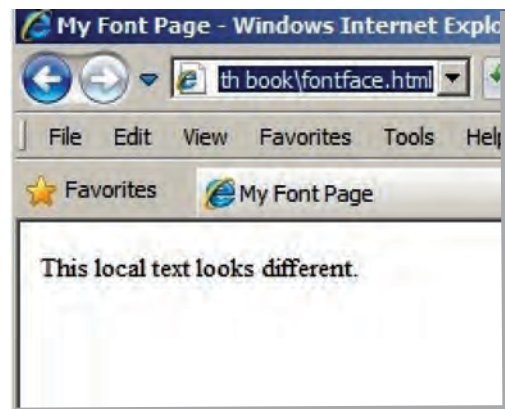 My Font Page - Windows Internet Explo
th book\fontface.html
File Edit View Favorites Tools Help
Favorites My Font Page
This local text looks different.